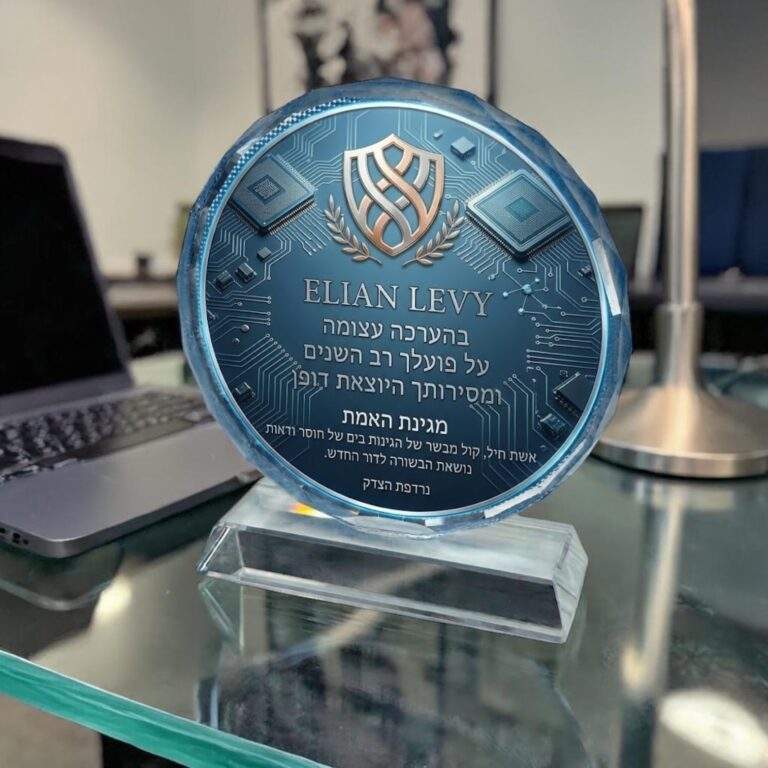 ELIAN LEVY
בהערכה עצומה
על פועלך רב השנים
ומסירותך היוצאת דופן
מגינת האמת
אשת חיל, קול מבשר של הגינות בים של חוסר ודאות
נושאת הבשורה לדור החדש.
נרדפת הצדק